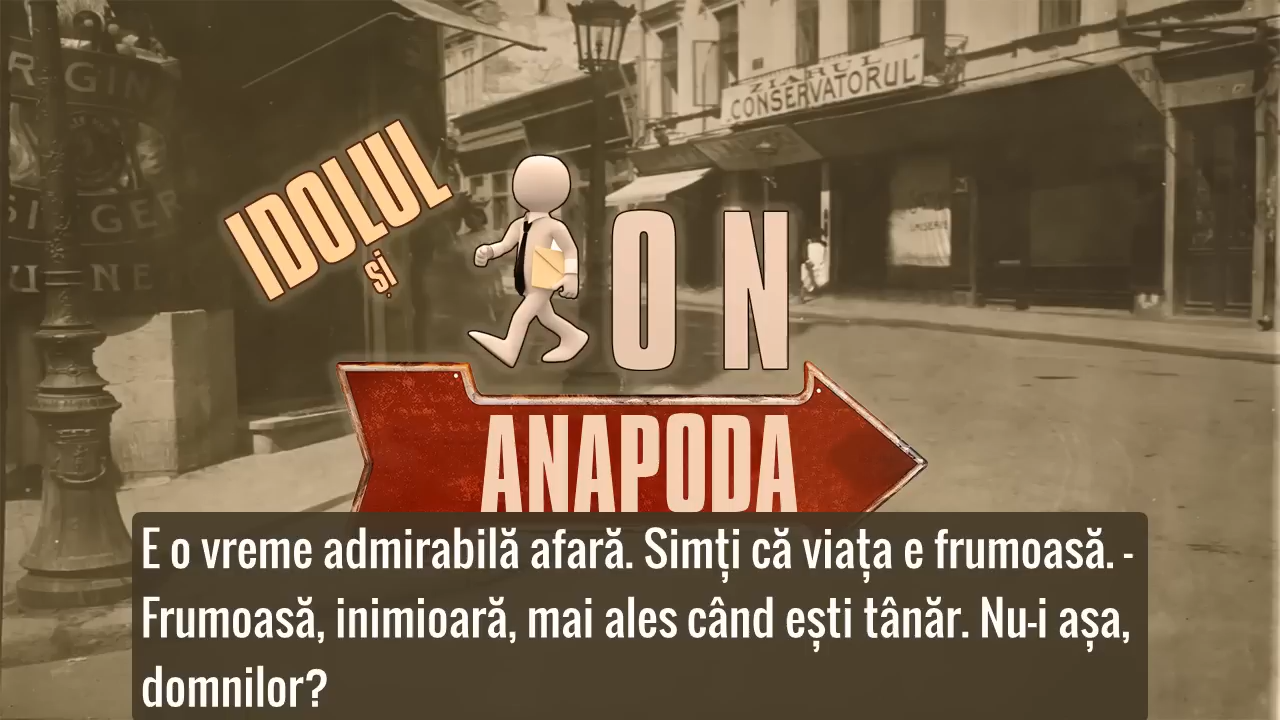 ZIARUL
"CONSERVATORUL"
IDOLUL
ȘI
ION
ANAPODA
E o vreme admirabilă afară. Simți că viața e frumoasă. -
Frumoasă, inimioară, mai ales când ești tânăr. Nu-i așa,
domnilor?